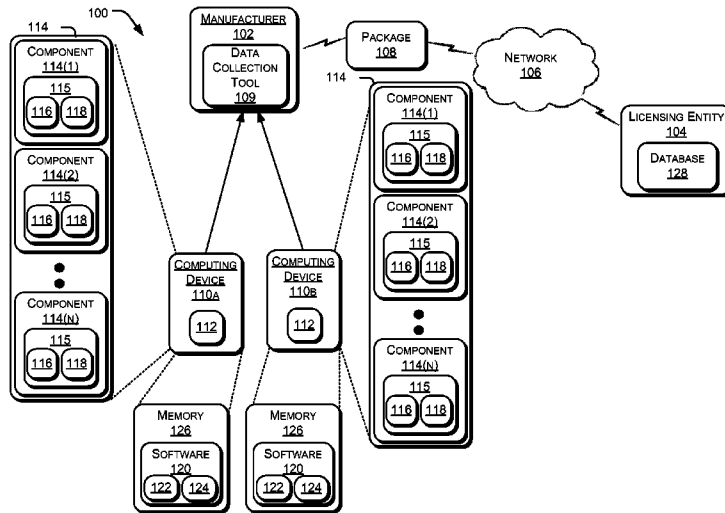 100
114
COMPONENT
114(1)
115
116 118
COMPONENT
114(2)
115
116 118
COMPONENT
114(N)
115
116 118
MANUFACTURER
102
DATA
COLLECTION
TOOL
109
PACKAGE
108
NETWORK
106
LICENSING ENTITY
104
DATABASE
128
114
COMPONENT
114(1)
115
116 118
COMPONENT
114(2)
115
116 118
COMPONENT
114(N)
115
116 118
COMPUTING
DEVICE
110A
112
COMPUTING
DEVICE
110B
112
MEMORY
126
SOFTWARE
120
122 124
MEMORY
126
SOFTWARE
120
122 124